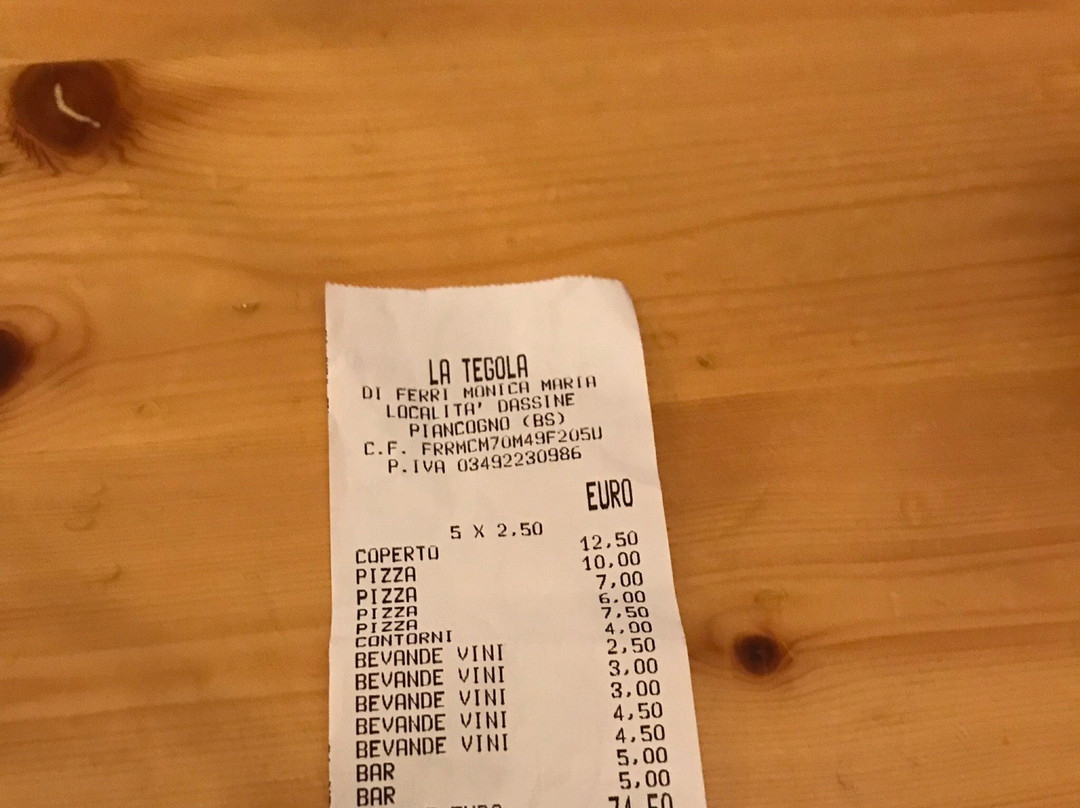 LA TEGOLA
DI FERRI MONICA MARIA
LOCALITA' DASSINE
PIANCOGNO (BS)
C.F. FRRMCM70M49F205U
P.IVA 03492230986
EURO
5 X 2,50
COPERTO 12,50
PIZZA 10,00
PIZZA 7,00
PIZZA 6,00
PIZZA 7,50
CONTORNI 4,00
BEVANDE VINI 2,50
BEVANDE VINI 3,00
BEVANDE VINI 3,00
BEVANDE VINI 4,50
BEVANDE VINI 4,50
BAR 5,00
BAR 5,00
EURO 74,50